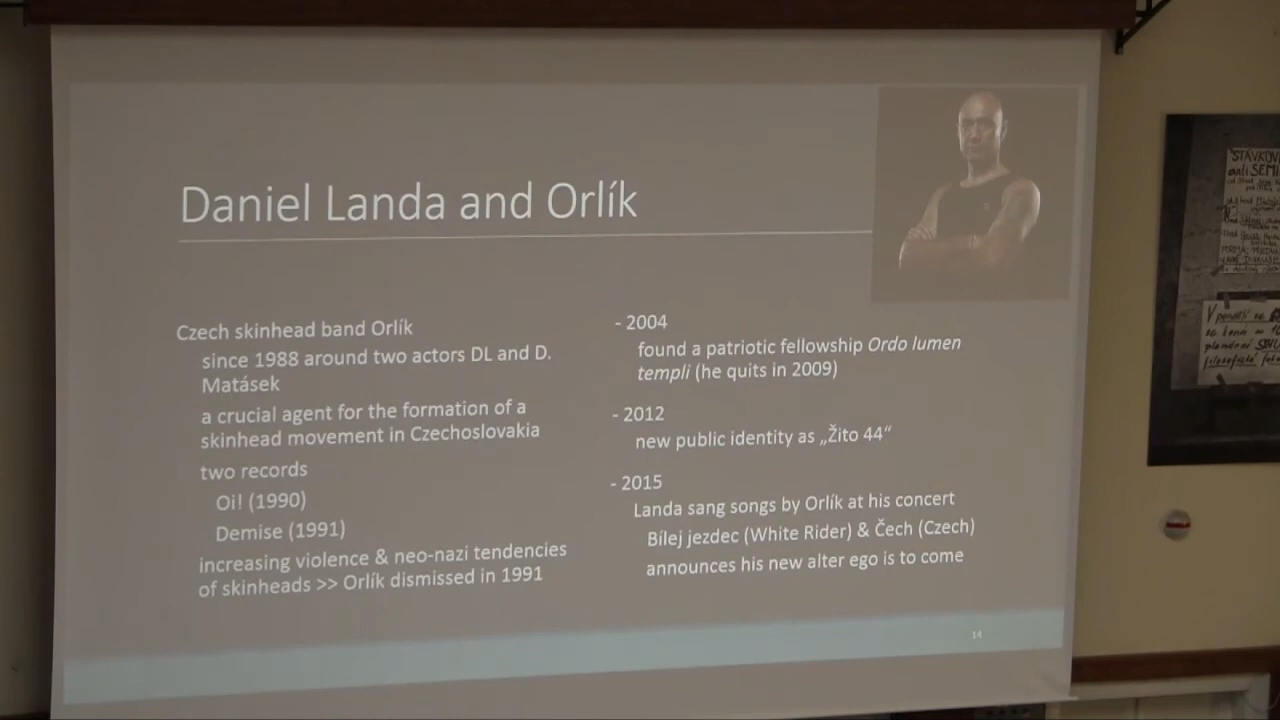 Daniel Landa and Orlík
Czech skinhead band Orlík
since 1988 around two actors DL and D.
Matásek
a crucial agent for the formation of a
skinhead movement in Czechoslovakia
two records
Oi! (1990)
Demise (1991)
increasing violence & neo-nazi tendencies
of skinheads >> Orlík dismissed in 1991
- 2004
found a patriotic fellowship Ordo lumen
templi (he quits in 2009)
- 2012
new public identity as „Žito 44“
- 2015
Landa sang songs by Orlík at his concert
Bílej jezdec (White Rider) & Čech (Czech)
announces his new alter ego is to come
14
STÁVKOV
anti SEMI